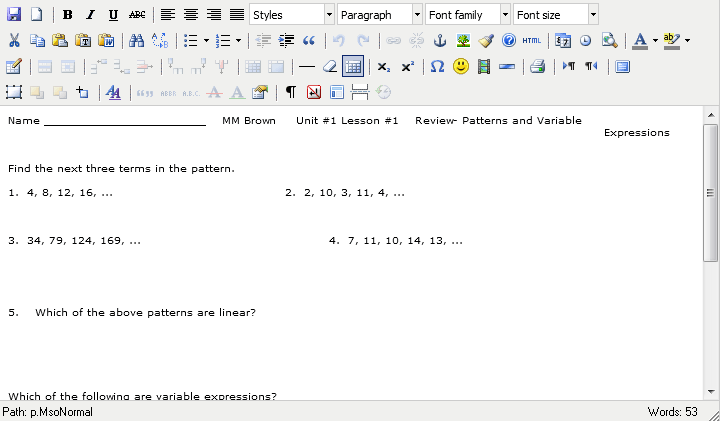 Styles Paragraph Font family Font size
B I U ABC
HTML
Name ________________________ MM Brown Unit #1 Lesson #1 Review- Patterns and Variable
Expressions
Find the next three terms in the pattern.
1. 4, 8, 12, 16, ... 2. 2, 10, 3, 11, 4, ...
3. 34, 79, 124, 169, ... 4. 7, 11, 10, 14, 13, ...
5. Which of the above patterns are linear?
Which of the following are variable expressions?
Path: p.MsoNormal Words: 53